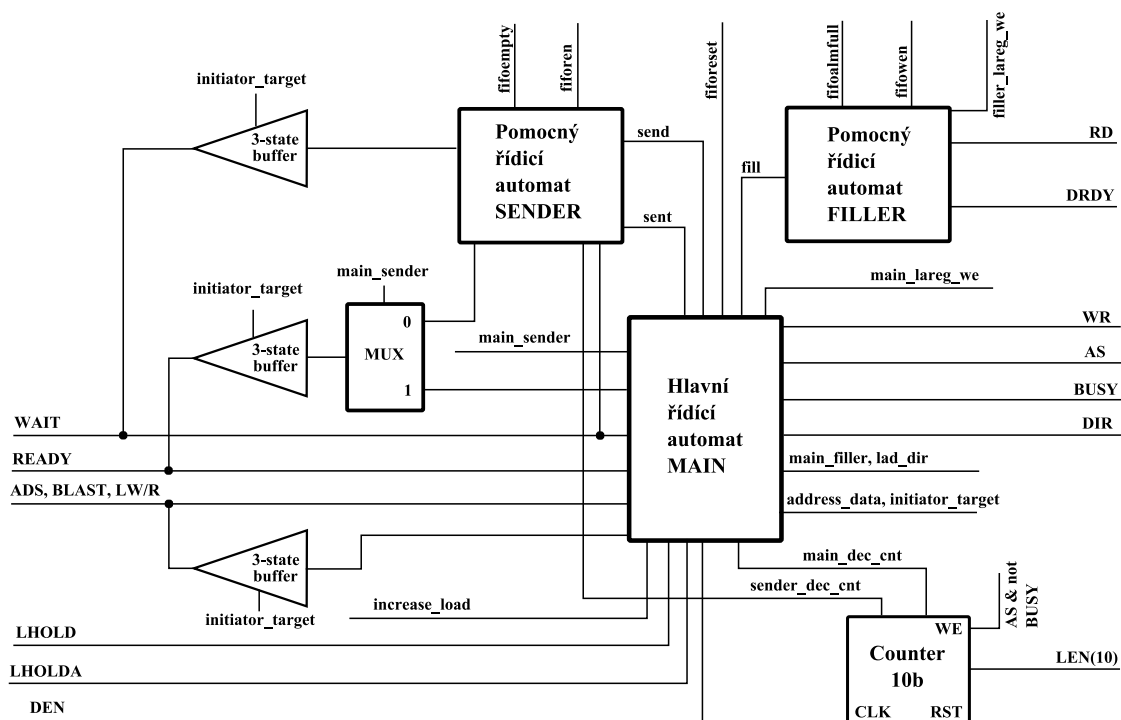 fifoempty
fiforen
fiforeset
fifoalmfull
fifowen
filler_lareg_we
initiator_target
3-state
buffer
Pomocný
řídicí
automat
SENDER
send
sent
fill
Pomocný
řídicí
automat
FILLER
RD
DRDY
main_sender
initiator_target
3-state
buffer
0
MUX
1
main_sender
main_lareg_we
Hlavní
řídící
automat
MAIN
WR
AS
BUSY
DIR
main_filler, lad_dir
address_data, initiator_target
WAIT
READY
ADS, BLAST, LW/R
3-state
buffer
initiator_target
increase_load
main_dec_cnt
sender_dec_cnt
LHOLD
LHOLDA
DEN
AS & not
BUSY
WE
Counter
10b
CLK RST
LEN(10)